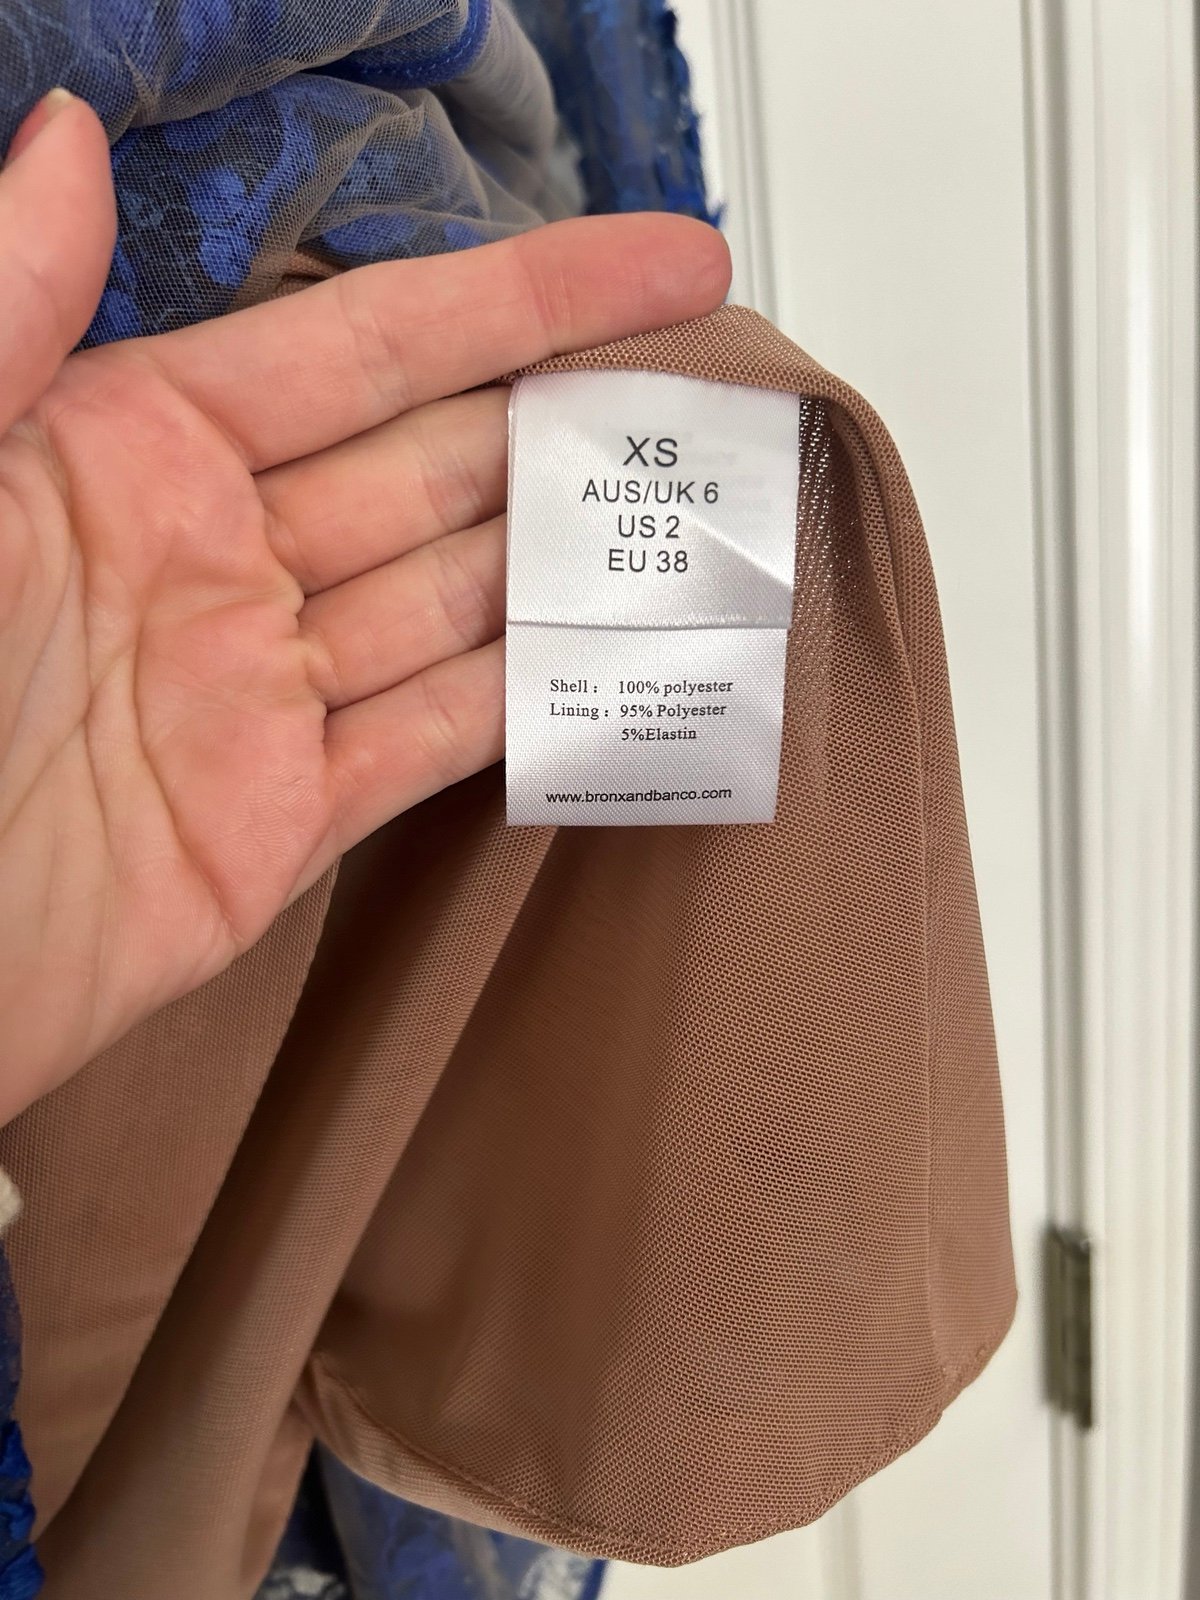 XS
AUS/UK 6
US 2
EU 38
Shell : 100% polyester
Lining : 95% Polyester
5%Elastin
www.bronxandbanco.com